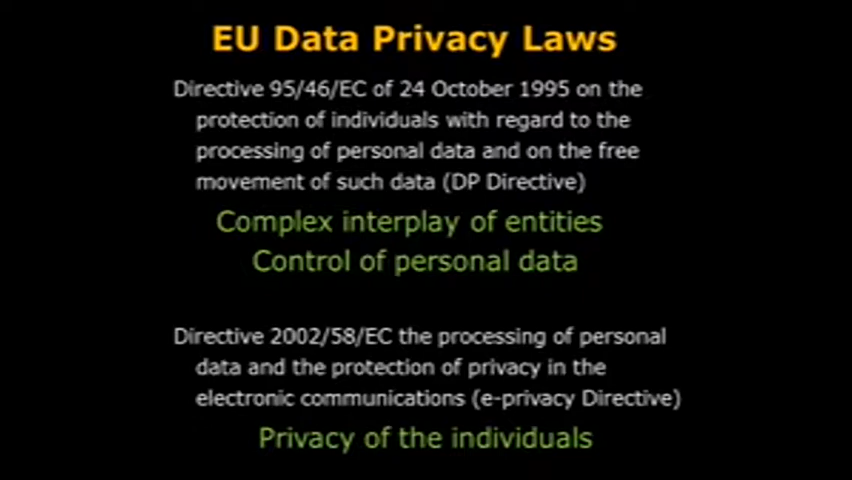 EU Data Privacy Laws
Directive 95/46/EC of 24 October 1995 on the
protection of individuals with regard to the
processing of personal data and on the free
movement of such data (DP Directive)
Complex interplay of entities
Control of personal data
Directive 2002/58/EC the processing of personal
data and the protection of privacy in the
electronic communications (e-privacy Directive)
Privacy of the individuals